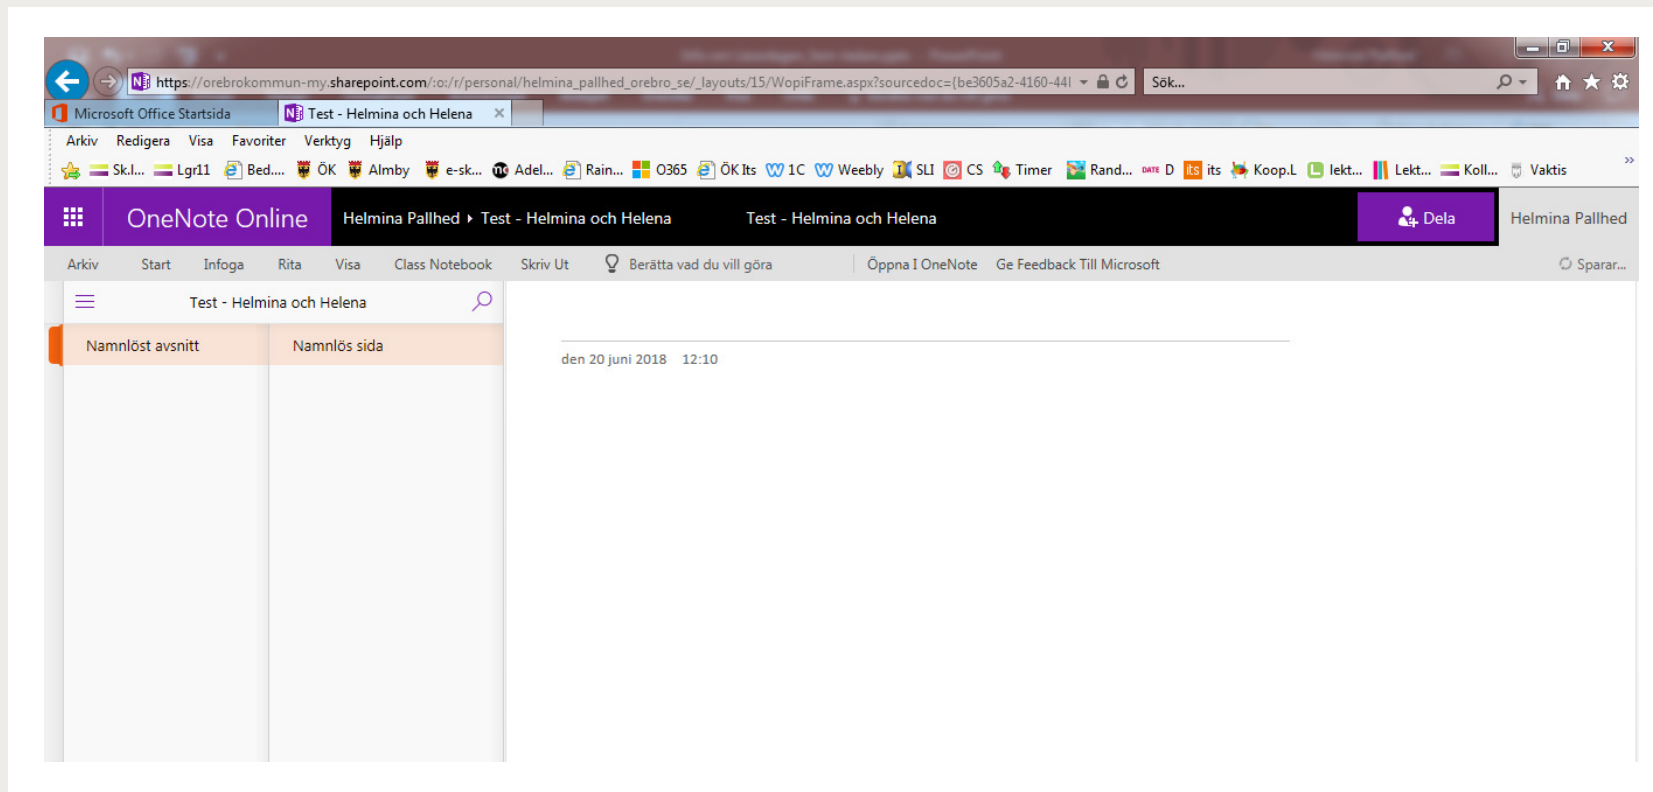 https://orebrokommun-my.sharepoint.com/:o:/r/personal/helmina_pallhed_orebro_se/_layouts/15/WopiFrame.aspx?sourcedoc={be3605a2-4160-44 Sök...
Microsoft Office Startsida Test - Helmina och Helena
Arkiv Redigera Visa Favoriter Verktyg Hjälp
Sk.l... Lgr11 Bed.... ÖK Almby e-sk... Adel... Rain... O365 ÖK Its 1C Weebly SLI CS Timer Rand... DATE D its its Koop.L lekt... Lekt... Koll... Vaktis
OneNote Online Helmina Pallhed Test - Helmina och Helena Test - Helmina och Helena Dela Helmina Pallhed
Arkiv Start Infoga Rita Visa Class Notebook Skriv Ut Berätta vad du vill göra Öppna I OneNote Ge Feedback Till Microsoft Sparar...
Test - Helmina och Helena
Namnlöst avsnitt Namnlös sida
den 20 juni 2018 12:10